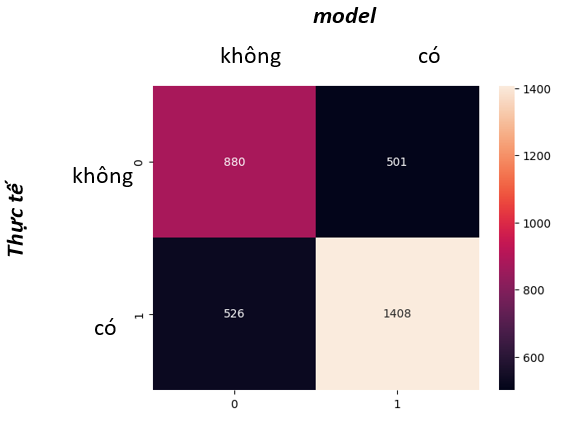 model
không có
1400
1200
1000
800
600
Thực tế
không 0 880 501
có 1 526 1408
0 1